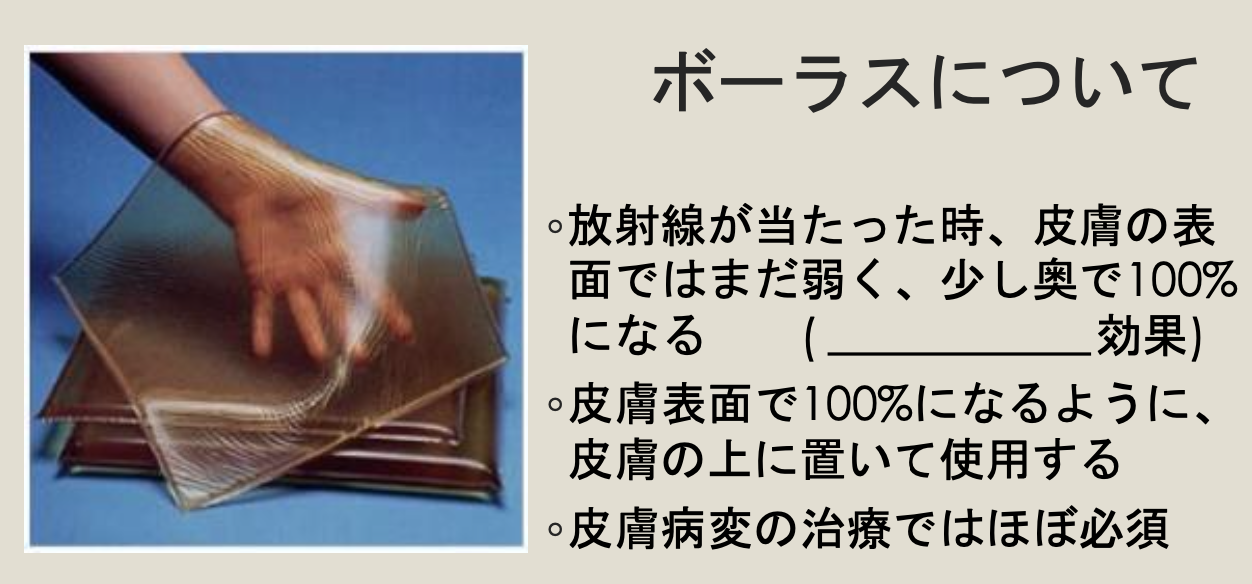 ボーラスについて
◦放射線が当たった時、皮膚の表
面ではまだ弱く、少し奥で100%
になる　　(＿＿＿＿＿＿効果)
◦皮膚表面で100%になるように、
皮膚の上に置いて使用する
◦皮膚病変の治療ではほぼ必須